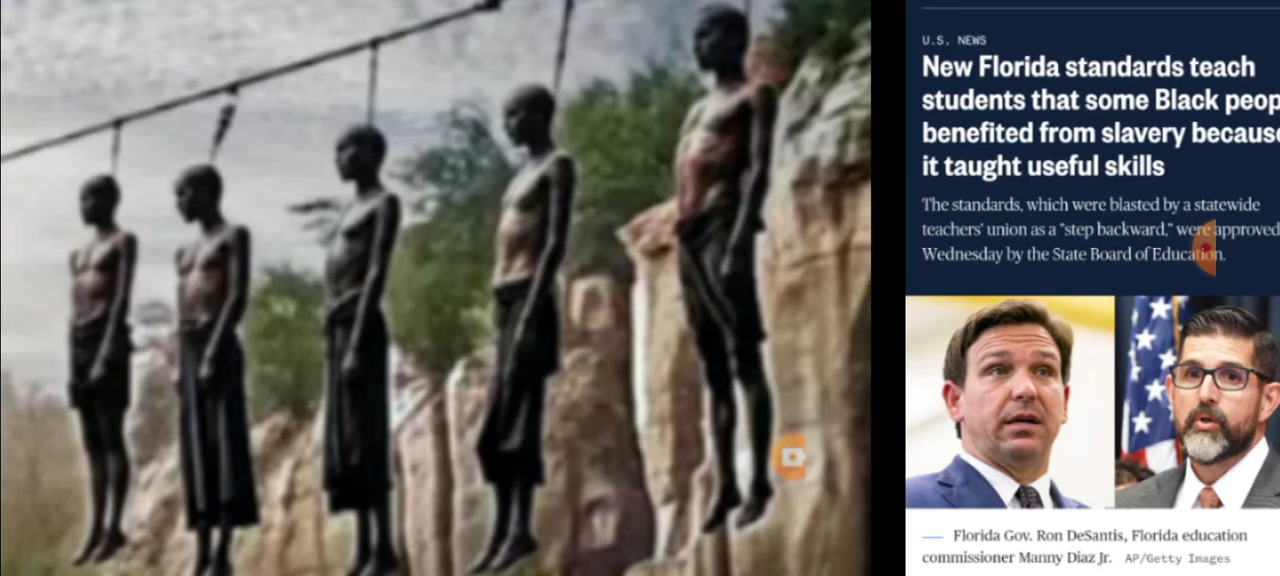 U.S. NEWS
New Florida standards teach
students that some Black peop
benefited from slavery because
it taught useful skills
The standards, which were blasted by a statewide
teachers' union as a "step backward," were approved
Wednesday by the State Board of Education.
— Florida Gov. Ron DeSantis, Florida education
commissioner Manny Diaz Jr. AP/Getty Images